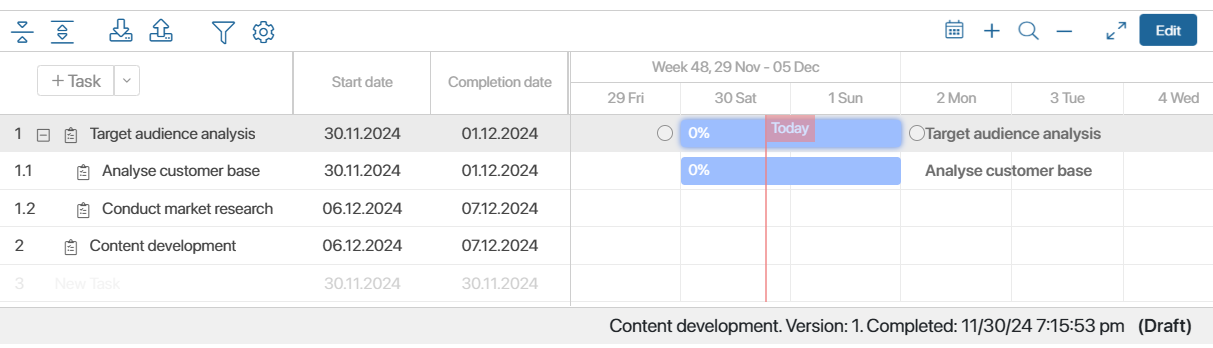 Edit
+ Task
Start date
Completion date
Week 48, 29 Nov - 05 Dec
29 Fri
30 Sat
1 Sun
2 Mon
3 Tue
4 Wed
1 Target audience analysis 30.11.2024 01.12.2024 0% Today Target audience analysis
1.1 Analyse customer base 30.11.2024 01.12.2024 0% Analyse customer base
1.2 Conduct market research 06.12.2024 07.12.2024
2 Content development 06.12.2024 07.12.2024
3 New Task 30.11.2024 30.11.2024
Content development. Version: 1. Completed: 11/30/24 7:15:53 pm (Draft)